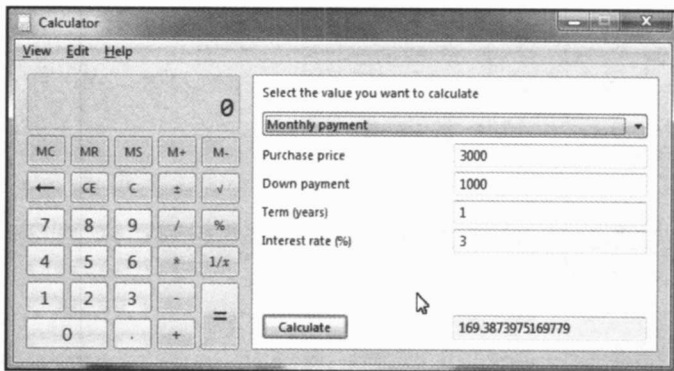 Calculator
View Edit Help
0
MC MR MS M+ M-
← CE C ± √
7 8 9 / %
4 5 6 * 1/x
1 2 3 - =
0 . +
Select the value you want to calculate
Monthly payment
Purchase price 3000
Down payment 1000
Term (years) 1
Interest rate (%) 3
Calculate 169.3873975169779